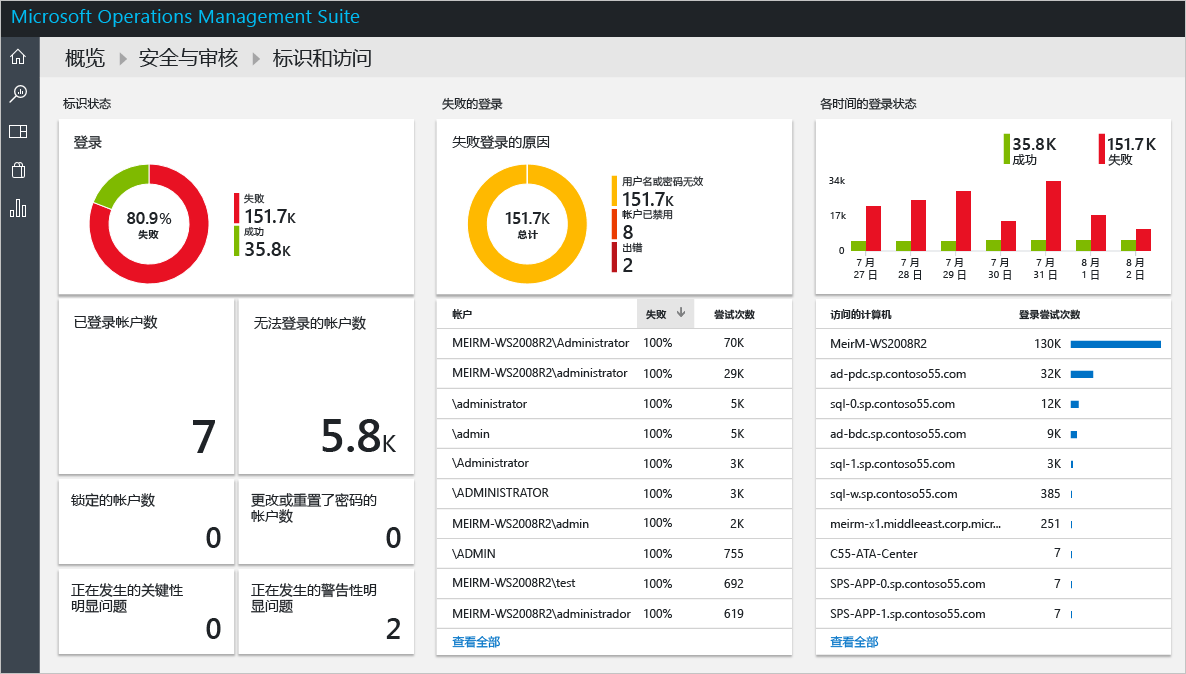 Microsoft Operations Management Suite
概览 安全与审核 标识和访问
标识状态
登录
80.9%
失败
失败
151.7K
成功
35.8K
已登录帐户数
7
无法登录的帐户数
5.8K
锁定的帐户数
0
更改或重置了密码的
帐户数
0
正在发生的关键性
明显问题
0
正在发生的警告性明
显问题
2
失败的登录
失败登录的原因
151.7K
总计
用户名或密码无效
151.7K
帐户已禁用
8
出错
2
帐户 失败 尝试次数
MEIRM-WS2008R2\Administrator 100% 70K
MEIRM-WS2008R2\administrator 100% 29K
\administrator 100% 5K
\admin 100% 5K
\Administrator 100% 3K
\ADMINISTRATOR 100% 3K
MEIRM-WS2008R2\admin 100% 2K
\ADMIN 100% 755
MEIRM-WS2008R2\test 100% 692
MEIRM-WS2008R2\administrador 100% 619
查看全部
各时间的登录状态
35.8K
成功
151.7 K
失败
34k
17k
0
7 月 7 月 7 月 7 月 7 月 8 月 8 月
27 日 28 日 29 日 30 日 31 日 1 日 2 日
访问的计算机 登录尝试次数
MeirM-WS2008R2 130K
ad-pdc.sp.contoso55.com 32K
sql-0.sp.contoso55.com 12K
ad-bdc.sp.contoso55.com 9K
sql-1.sp.contoso55.com 3K
sql-w.sp.contoso55.com 385
meirm-x1.middleeast.corp.micr... 251
C55-ATA-Center 7
SPS-APP-0.sp.contoso55.com 7
SPS-APP-1.sp.contoso55.com 7
查看全部